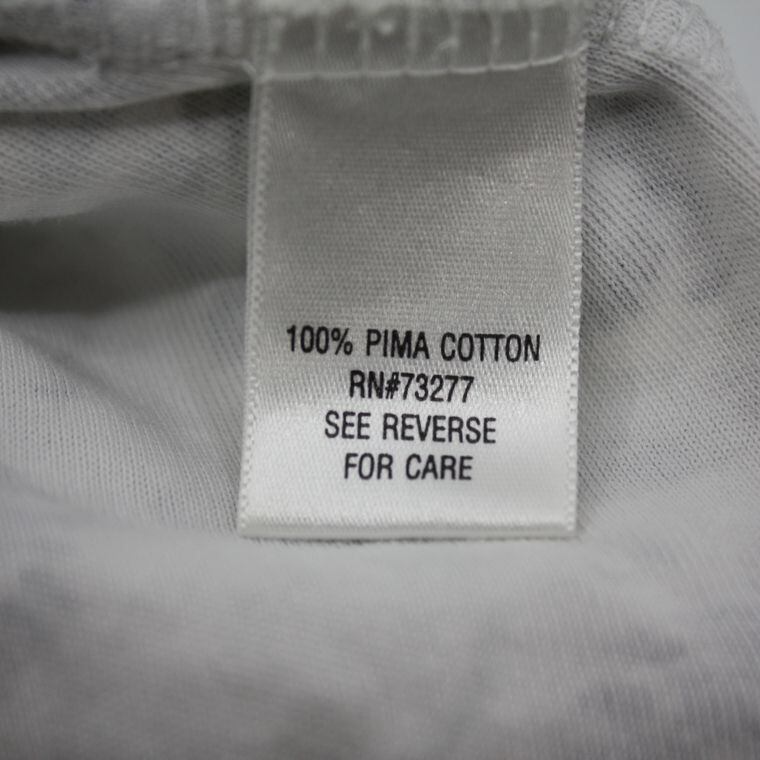 100% PIMA COTTON
RN#73277
SEE REVERSE
FOR CARE